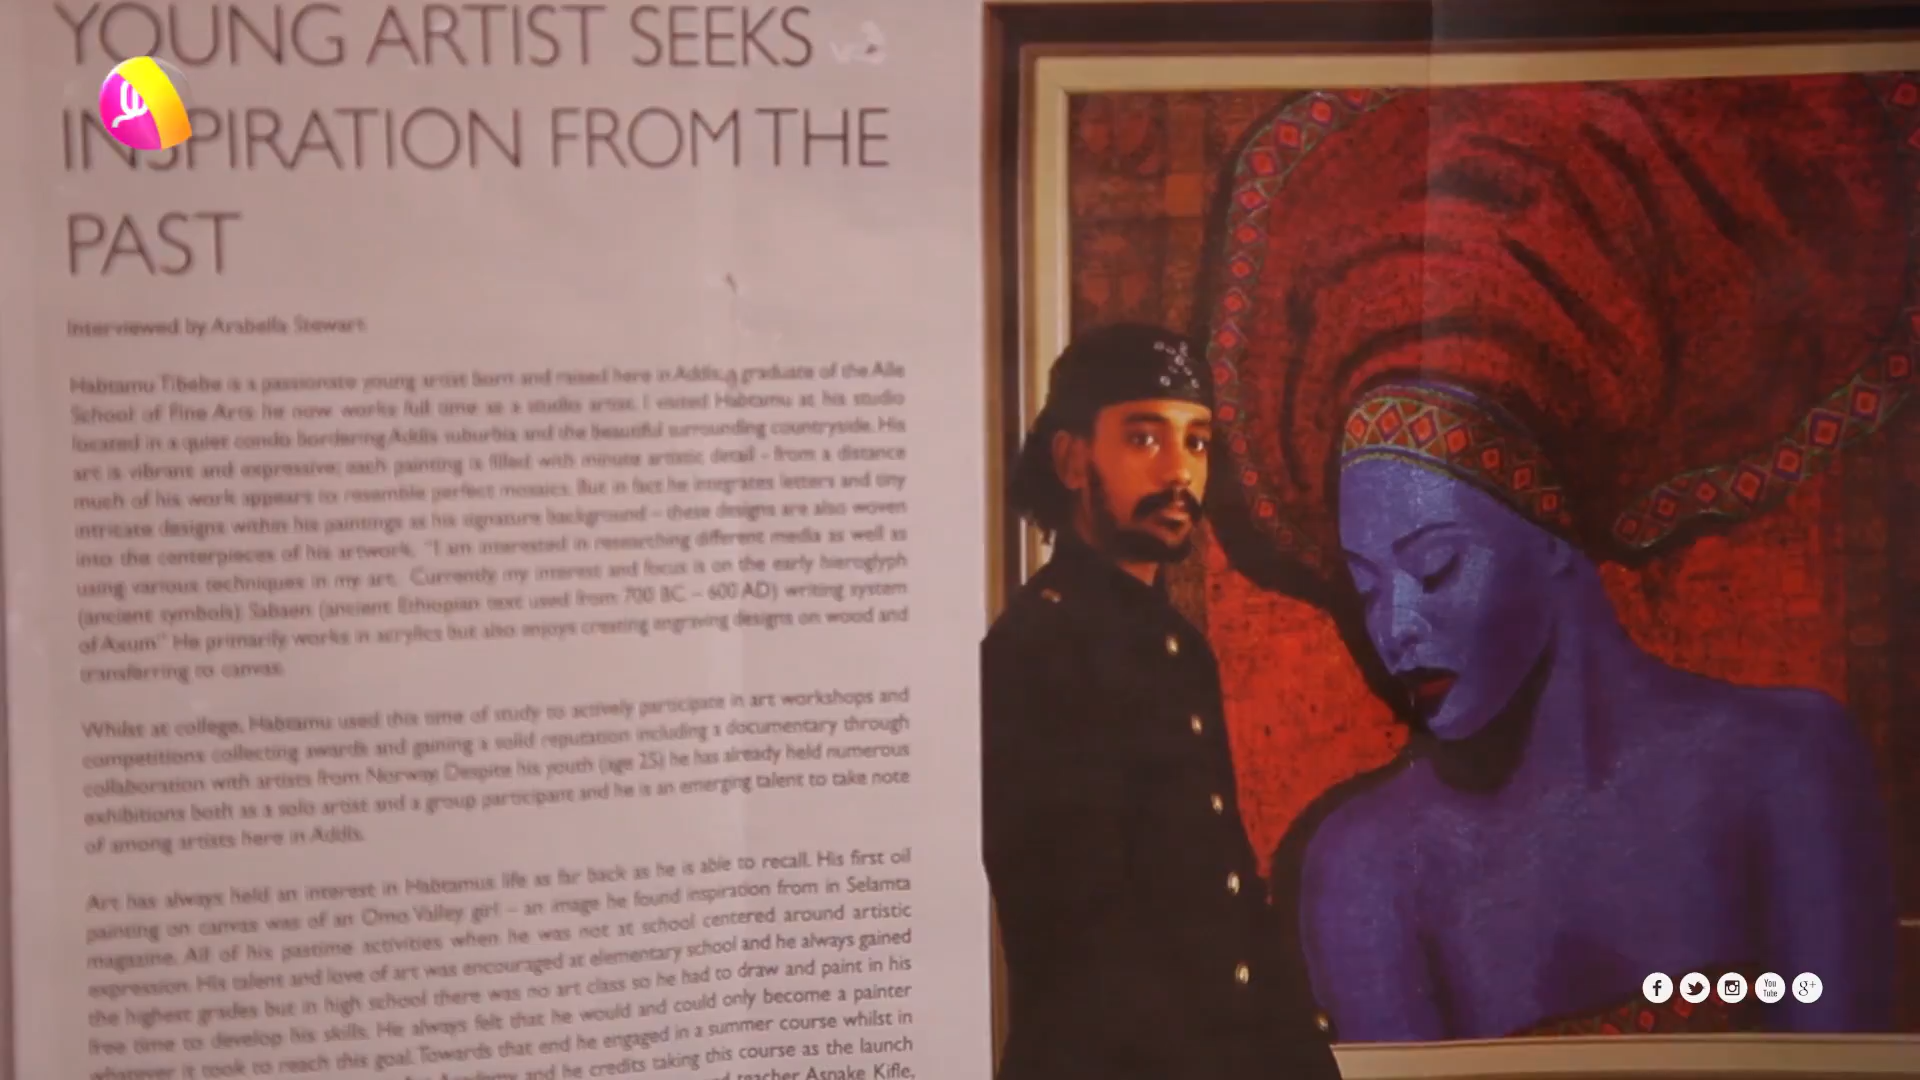 YOUNG ARTIST SEEKS
INSPIRATION FROM THE
PAST
Interviewed by Arabella Stewart
Habtamu Tibebe is a passionate young artist born and raised here in Addis, a graduate of the Alle
School of Fine Arts he now works full time as a studio artist. I visited Habtamu at his studio
located in a quiet condo bordering Addis suburbia and the beautiful surrounding countryside. His
art is vibrant and expressive; each painting is filled with minute artistic detail - from a distance
much of his work appears to resemble perfect mosaics. But in fact he integrates letters and tiny
intricate designs within his paintings as his signature background – these designs are also woven
into the centerpieces of his artwork. "I am interested in researching different media as well as
using various techniques in my art. Currently my interest and focus is on the early hieroglyph
(ancient symbols) Sabaen (ancient Ethiopian text used from 700 BC – 600 AD) writing system
of Axum" He primarily works in acrylics but also enjoys creating engraving designs on wood and
transferring to canvas.
Whilst at college, Habtamu used this time of study to actively participate in art workshops and
competitions collecting awards and gaining a solid reputation including a documentary through
collaboration with artists from Norway. Despite his youth (age 25) he has already held numerous
exhibitions both as a solo artist and a group participant and he is an emerging talent to take note
of among artists here in Addis.
Art has always held an interest in Habtamus life as far back as he is able to recall. His first oil
painting on canvas was of an Omo Valley girl – an image he found inspiration from in Selamta
magazine. All of his pastime activities when he was not at school centered around artistic
expression. His talent and love of art was encouraged at elementary school and he always gained
the highest grades but in high school there was no art class so he had to draw and paint in his
free time to develop his skills. He always felt that he would and could only become a painter
whatever it took to reach this goal. Towards that end he engaged in a summer course whilst in
and he credits taking this course as the launch
teacher Asnake Kifle,
f
You
Tube
g+